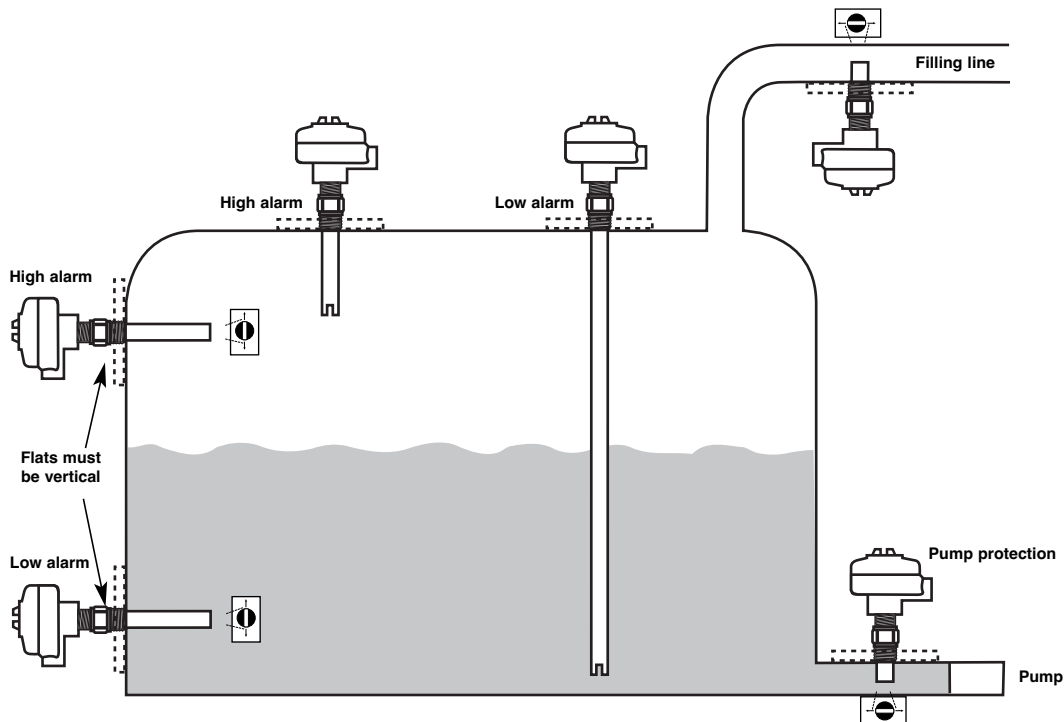 Filling line
High alarm
Low alarm
High alarm
Flats must
be vertical
Low alarm
Pump protection
Pump